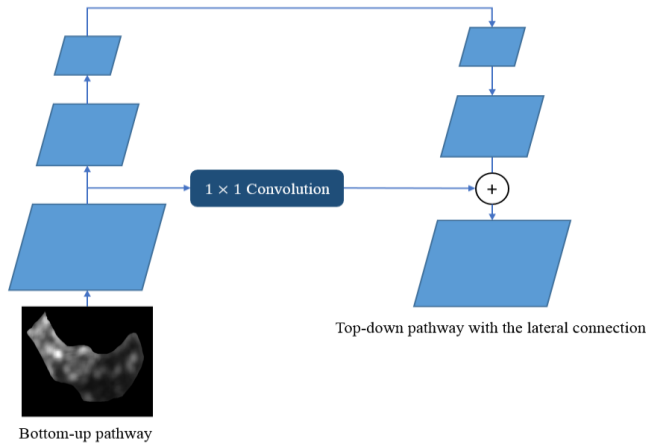 1 × 1 Convolution
+
Top-down pathway with the lateral connection
Bottom-up pathway